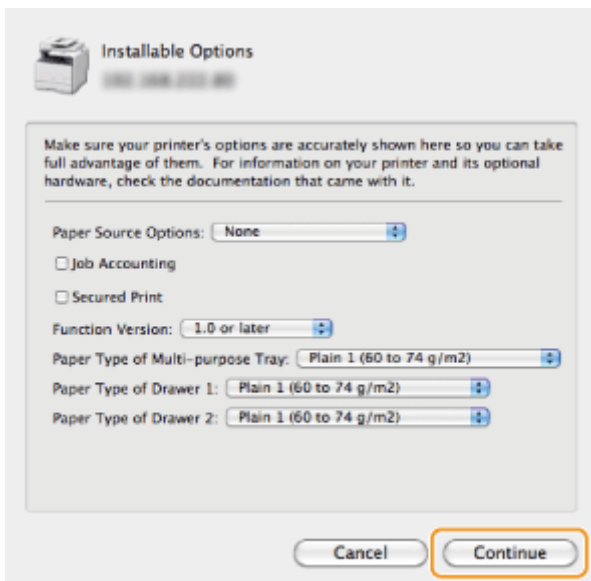 Installable Options
Make sure your printer's options are accurately shown here so you can take
full advantage of them. For information on your printer and its optional
hardware, check the documentation that came with it.
Paper Source Options: None
Job Accounting
Secured Print
Function Version: 1.0 or later
Paper Type of Multi-purpose Tray: Plain 1 (60 to 74 g/m2)
Paper Type of Drawer 1: Plain 1 (60 to 74 g/m2)
Paper Type of Drawer 2: Plain 1 (60 to 74 g/m2)
Cancel Continue